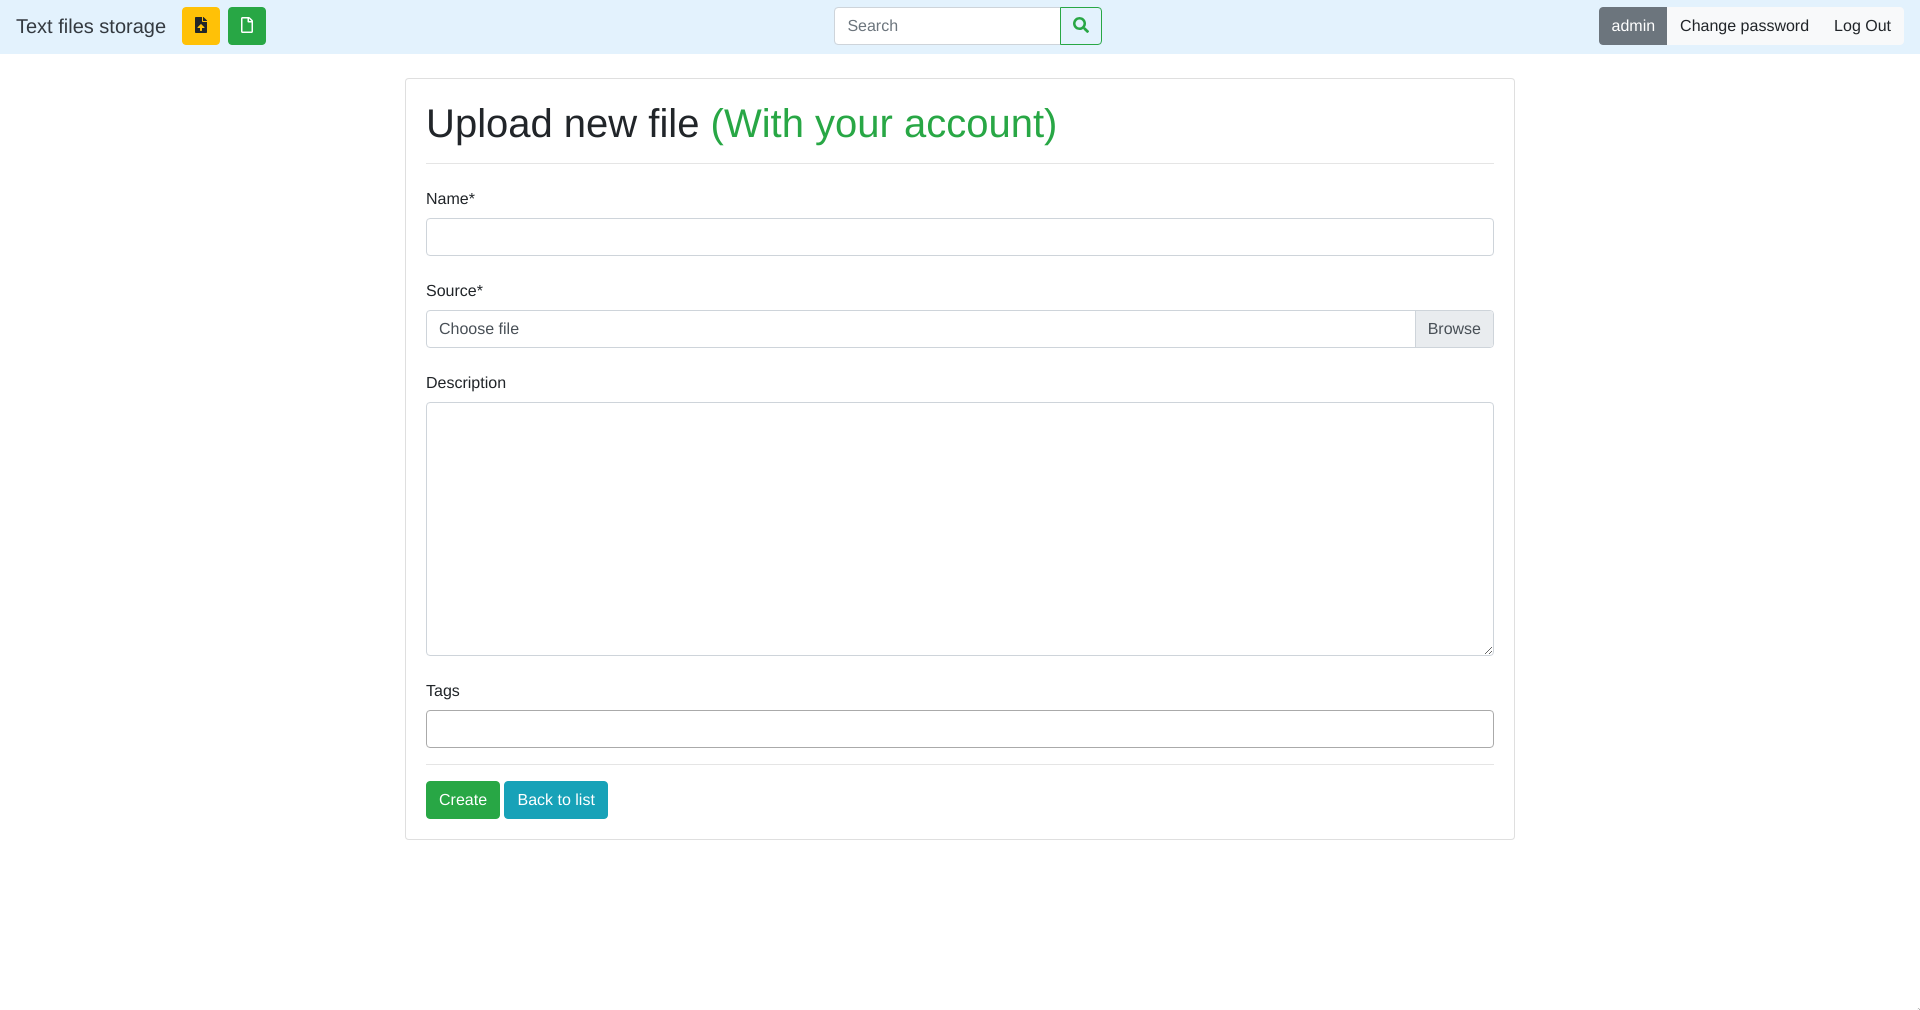 Text files storage
Search
admin
Change password
Log Out
Upload new file (With your account)
Name*
Source*
Choose file
Browse
Description
Tags
Create
Back to list